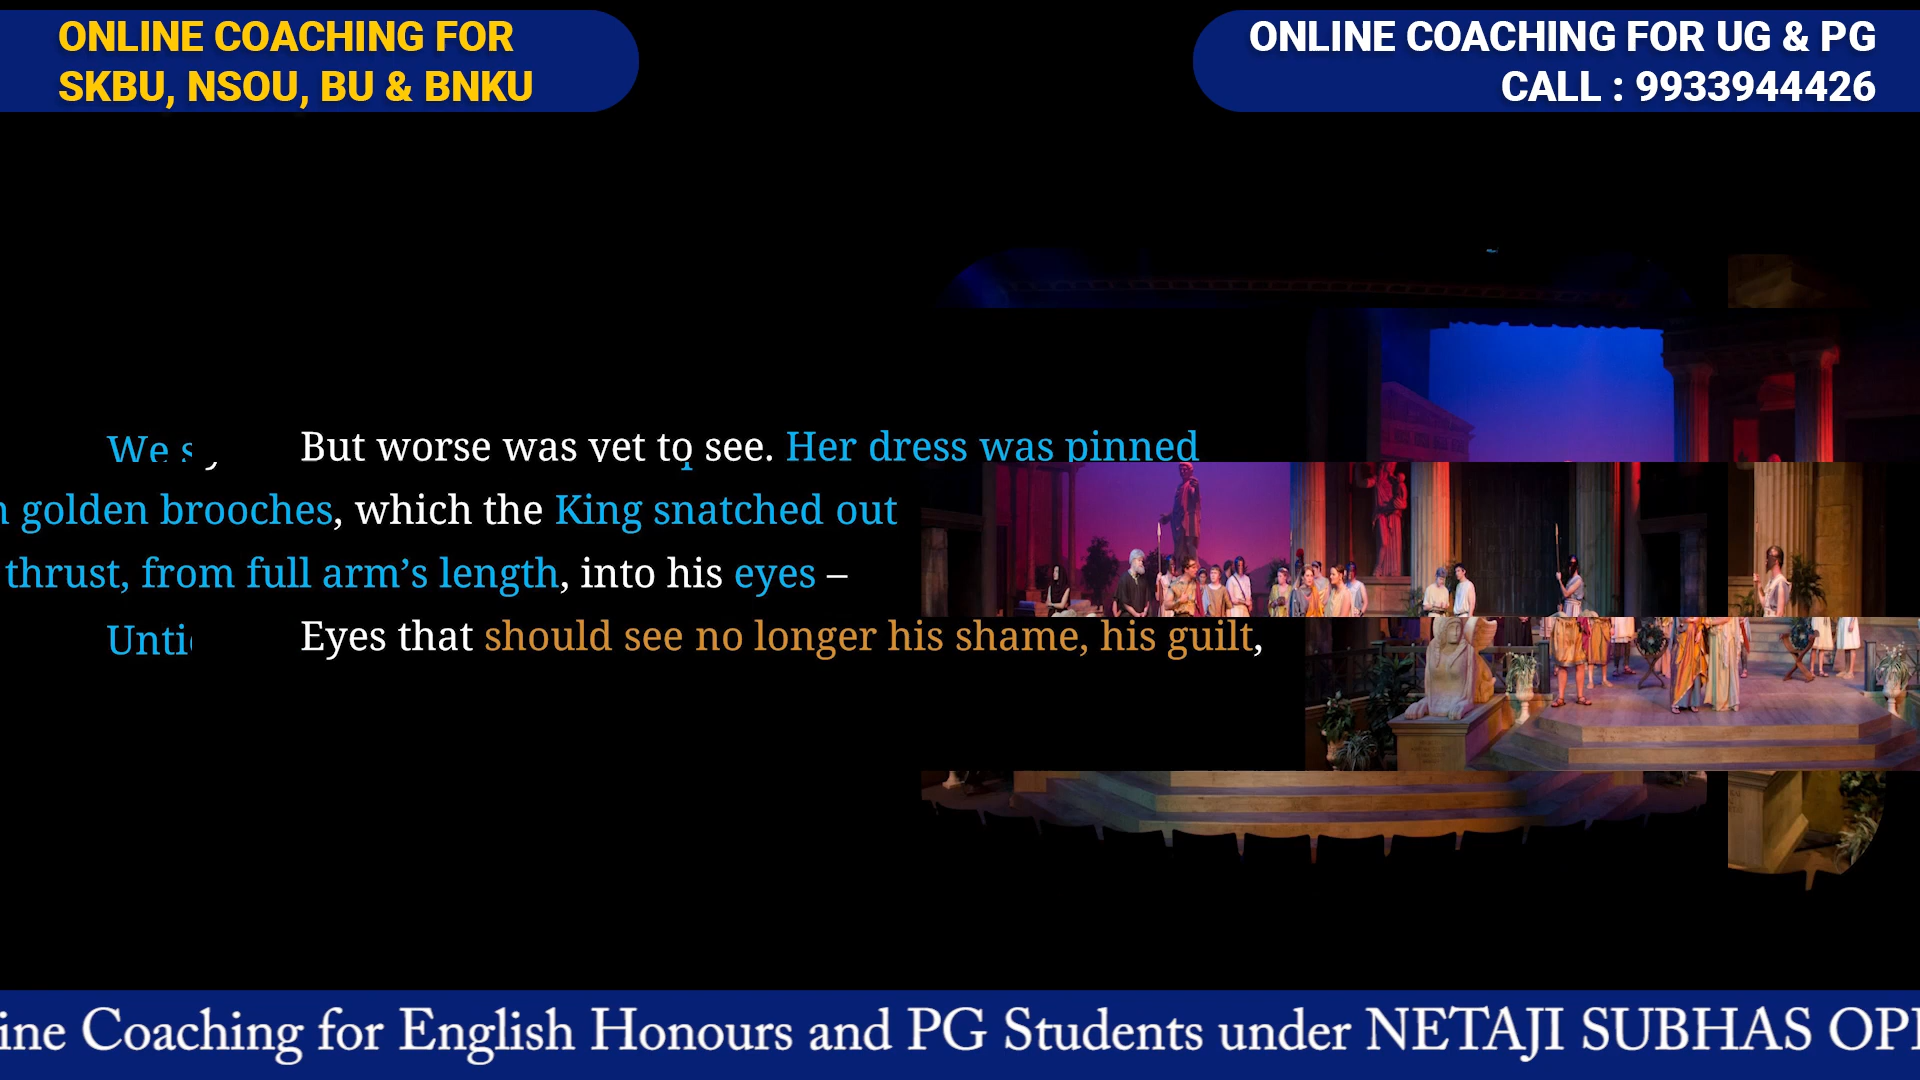 ONLINE COACHING FOR
SKBU, NSOU, BU & BNKU
ONLINE COACHING FOR UG & PG
CALL : 9933944426
We
But worse was yet to see. Her dress was pinned
golden brooches, which the King snatched out
thrust, from full arm’s length, into his eyes –
Eyes that should see no longer his shame, his guilt,
Coaching for English Honours and PG Students under NETAJI SUBHAS